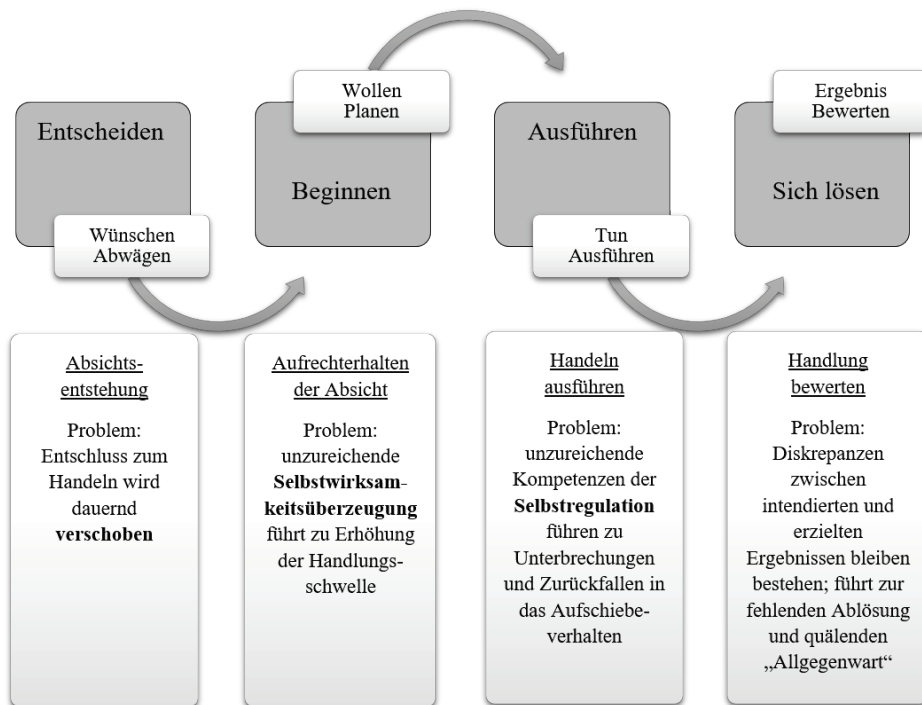 Entscheiden
Wünschen
Abwägen
Wollen
Planen
Beginnen
Ausführen
Tun
Ausführen
Ergebnis
Bewerten
Sich lösen
Absichts-
entstehung
Problem:
Entschluss zum
Handeln wird
dauernd
verschoben
Aufrechterhalten
der Absicht
Problem:
unzureichende
Selbstwirksam-
keitsüberzeugung
führt zu Erhöhung
der Handlungs-
schwelle
Handeln
ausführen
Problem:
unzureichende
Kompetenzen der
Selbstregulation
führen zu
Unterbrechungen
und Zurückfallen in
das Aufschiebe-
verhalten
Handlung
bewerten
Problem:
Diskrepanzen
zwischen
intendierten und
erzielten
Ergebnissen bleiben
bestehen; führt zur
fehlenden Ablösung
und quälenden
„Allgegenwart“